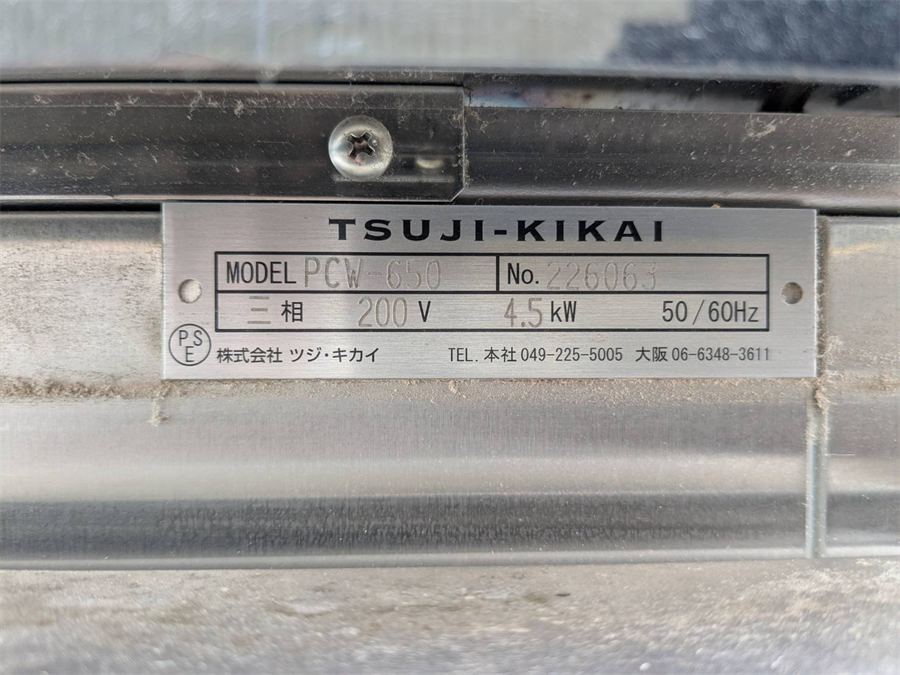 TSUJI-KIKAI
MODEL PCW-650 No. 226063
三相 200 V 4.5 kW 50/60Hz
PSE 株式会社 ツジ・キカイ TEL. 本社 049-225-5005 大阪 06-6348-3611